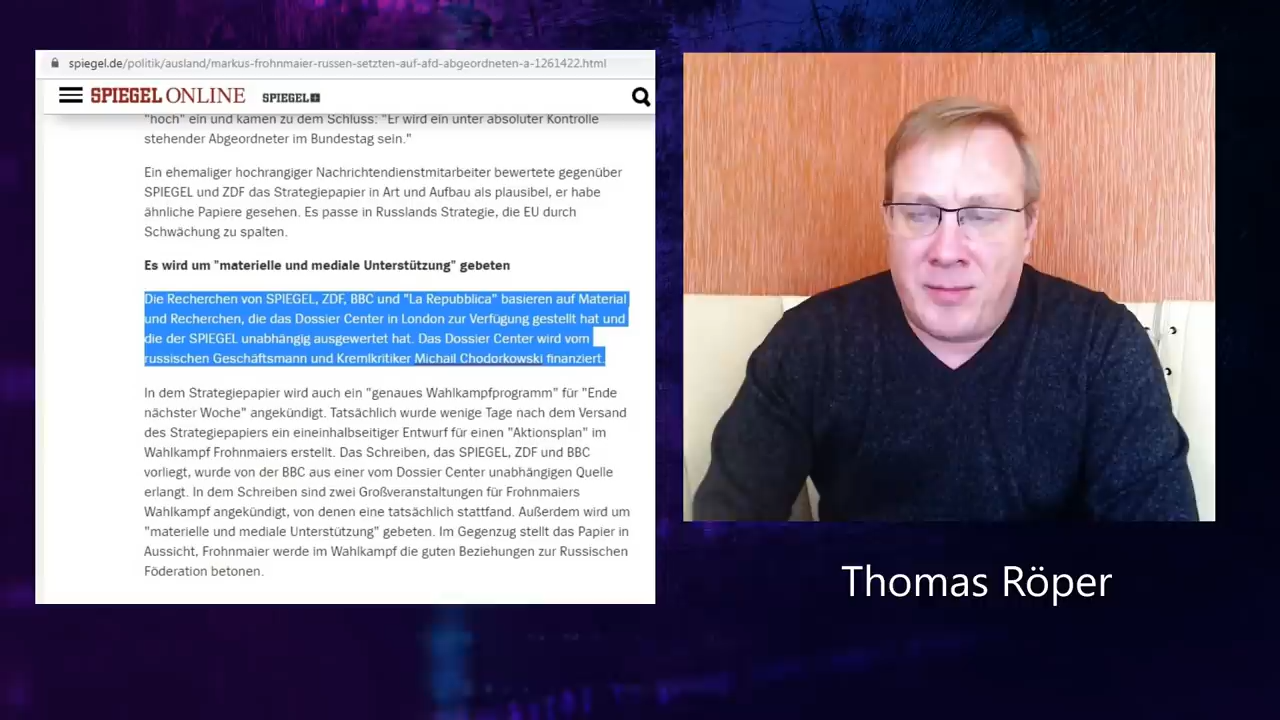 spiegel.de/politik/ausland/markus-frohnmaier-russen-setzten-auf-afd-abgeordneten-a-1261422.html
SPIEGEL ONLINE SPIEGEL+
"hoch" ein und kamen zu dem Schluss: "Er wird ein unter absoluter Kontrolle
stehender Abgeordneter im Bundestag sein."
Ein ehemaliger hochrangiger Nachrichtendienstmitarbeiter bewertete gegenüber
SPIEGEL und ZDF das Strategiepapier in Art und Aufbau als plausibel, er habe
ähnliche Papiere gesehen. Es passe in Russlands Strategie, die EU durch
Schwächung zu spalten.
Es wird um "materielle und mediale Unterstützung" gebeten
Die Recherchen von SPIEGEL, ZDF, BBC und "La Repubblica" basieren auf Material
und Recherchen, die das Dossier Center in London zur Verfügung gestellt hat und
die der SPIEGEL unabhängig ausgewertet hat. Das Dossier Center wird vom
russischen Geschäftsmann und Kremlkritiker Michail Chodorkowski finanziert.
In dem Strategiepapier wird auch ein "genaues Wahlkampfprogramm" für "Ende
nächster Woche" angekündigt. Tatsächlich wurde wenige Tage nach dem Versand
des Strategiepapiers ein eineinhalbseitiger Entwurf für einen "Aktionsplan" im
Wahlkampf Frohnmaiers erstellt. Das Schreiben, das SPIEGEL, ZDF und BBC
vorliegt, wurde von der BBC aus einer vom Dossier Center unabhängigen Quelle
erlangt. In dem Schreiben sind zwei Großveranstaltungen für Frohnmaiers
Wahlkampf angekündigt, von denen eine tatsächlich stattfand. Außerdem wird um
"materielle und mediale Unterstützung" gebeten. Im Gegenzug stellt das Papier in
Aussicht, Frohnmaier werde im Wahlkampf die guten Beziehungen zur Russischen
Föderation betonen.
Thomas Röper